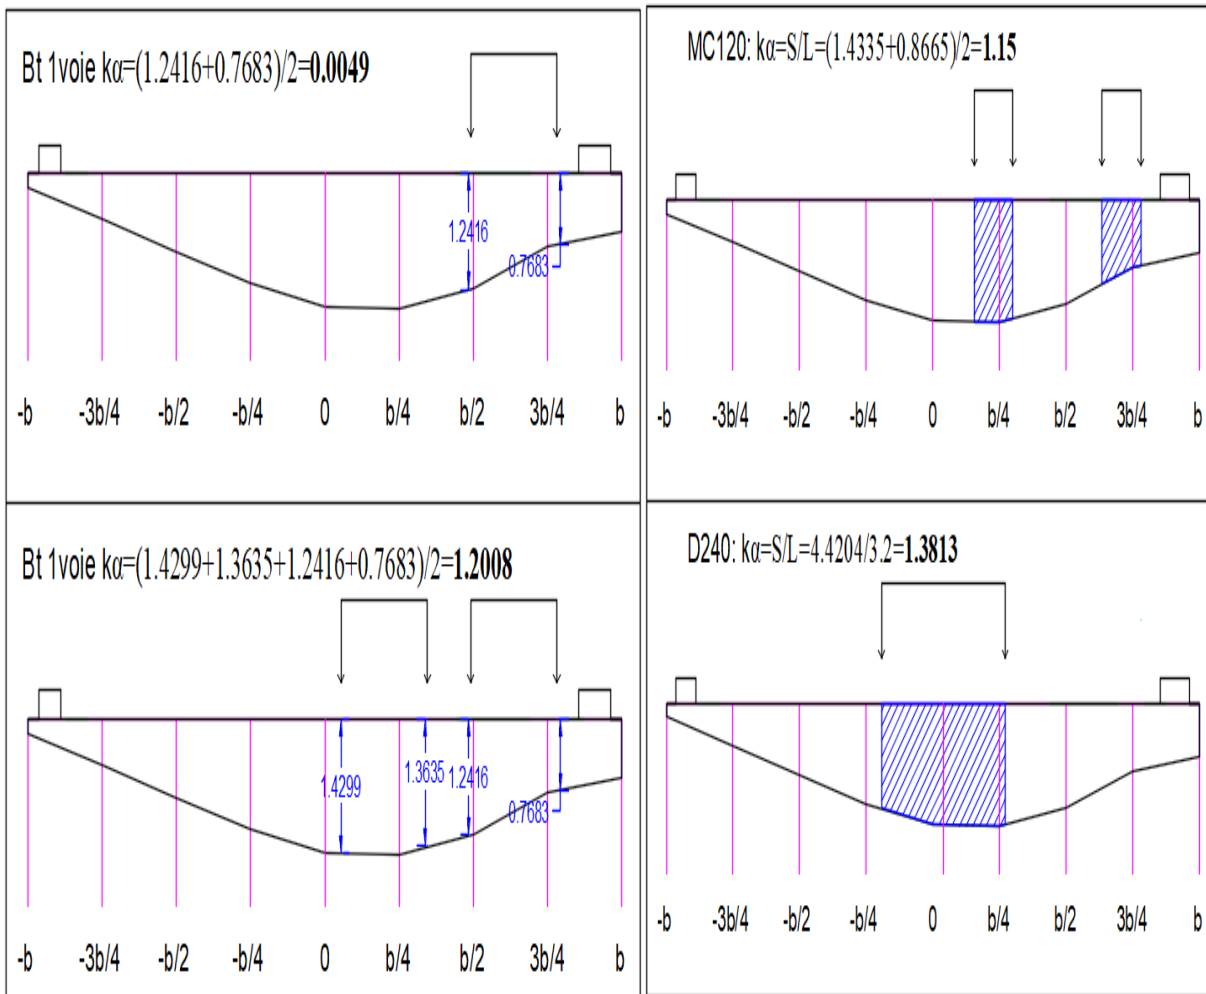 Bt 1voie kα=(1.2416+0.7683)/2=0.0049
1.2416
0.7683
-b -3b/4 -b/2 -b/4 0 b/4 b/2 3b/4 b
MC120: kα=S/L=(1.4335+0.8665)/2=1.15
-b -3b/4 -b/2 -b/4 0 b/4 b/2 3b/4 b
Bt 1voie kα=(1.4299+1.3635+1.2416+0.7683)/2=1.2008
1.4299
1.3635
1.2416
0.7683
-b -3b/4 -b/2 -b/4 0 b/4 b/2 3b/4 b
D240: kα=S/L=4.4204/3.2=1.3813
-b -3b/4 -b/2 -b/4 0 b/4 b/2 3b/4 b